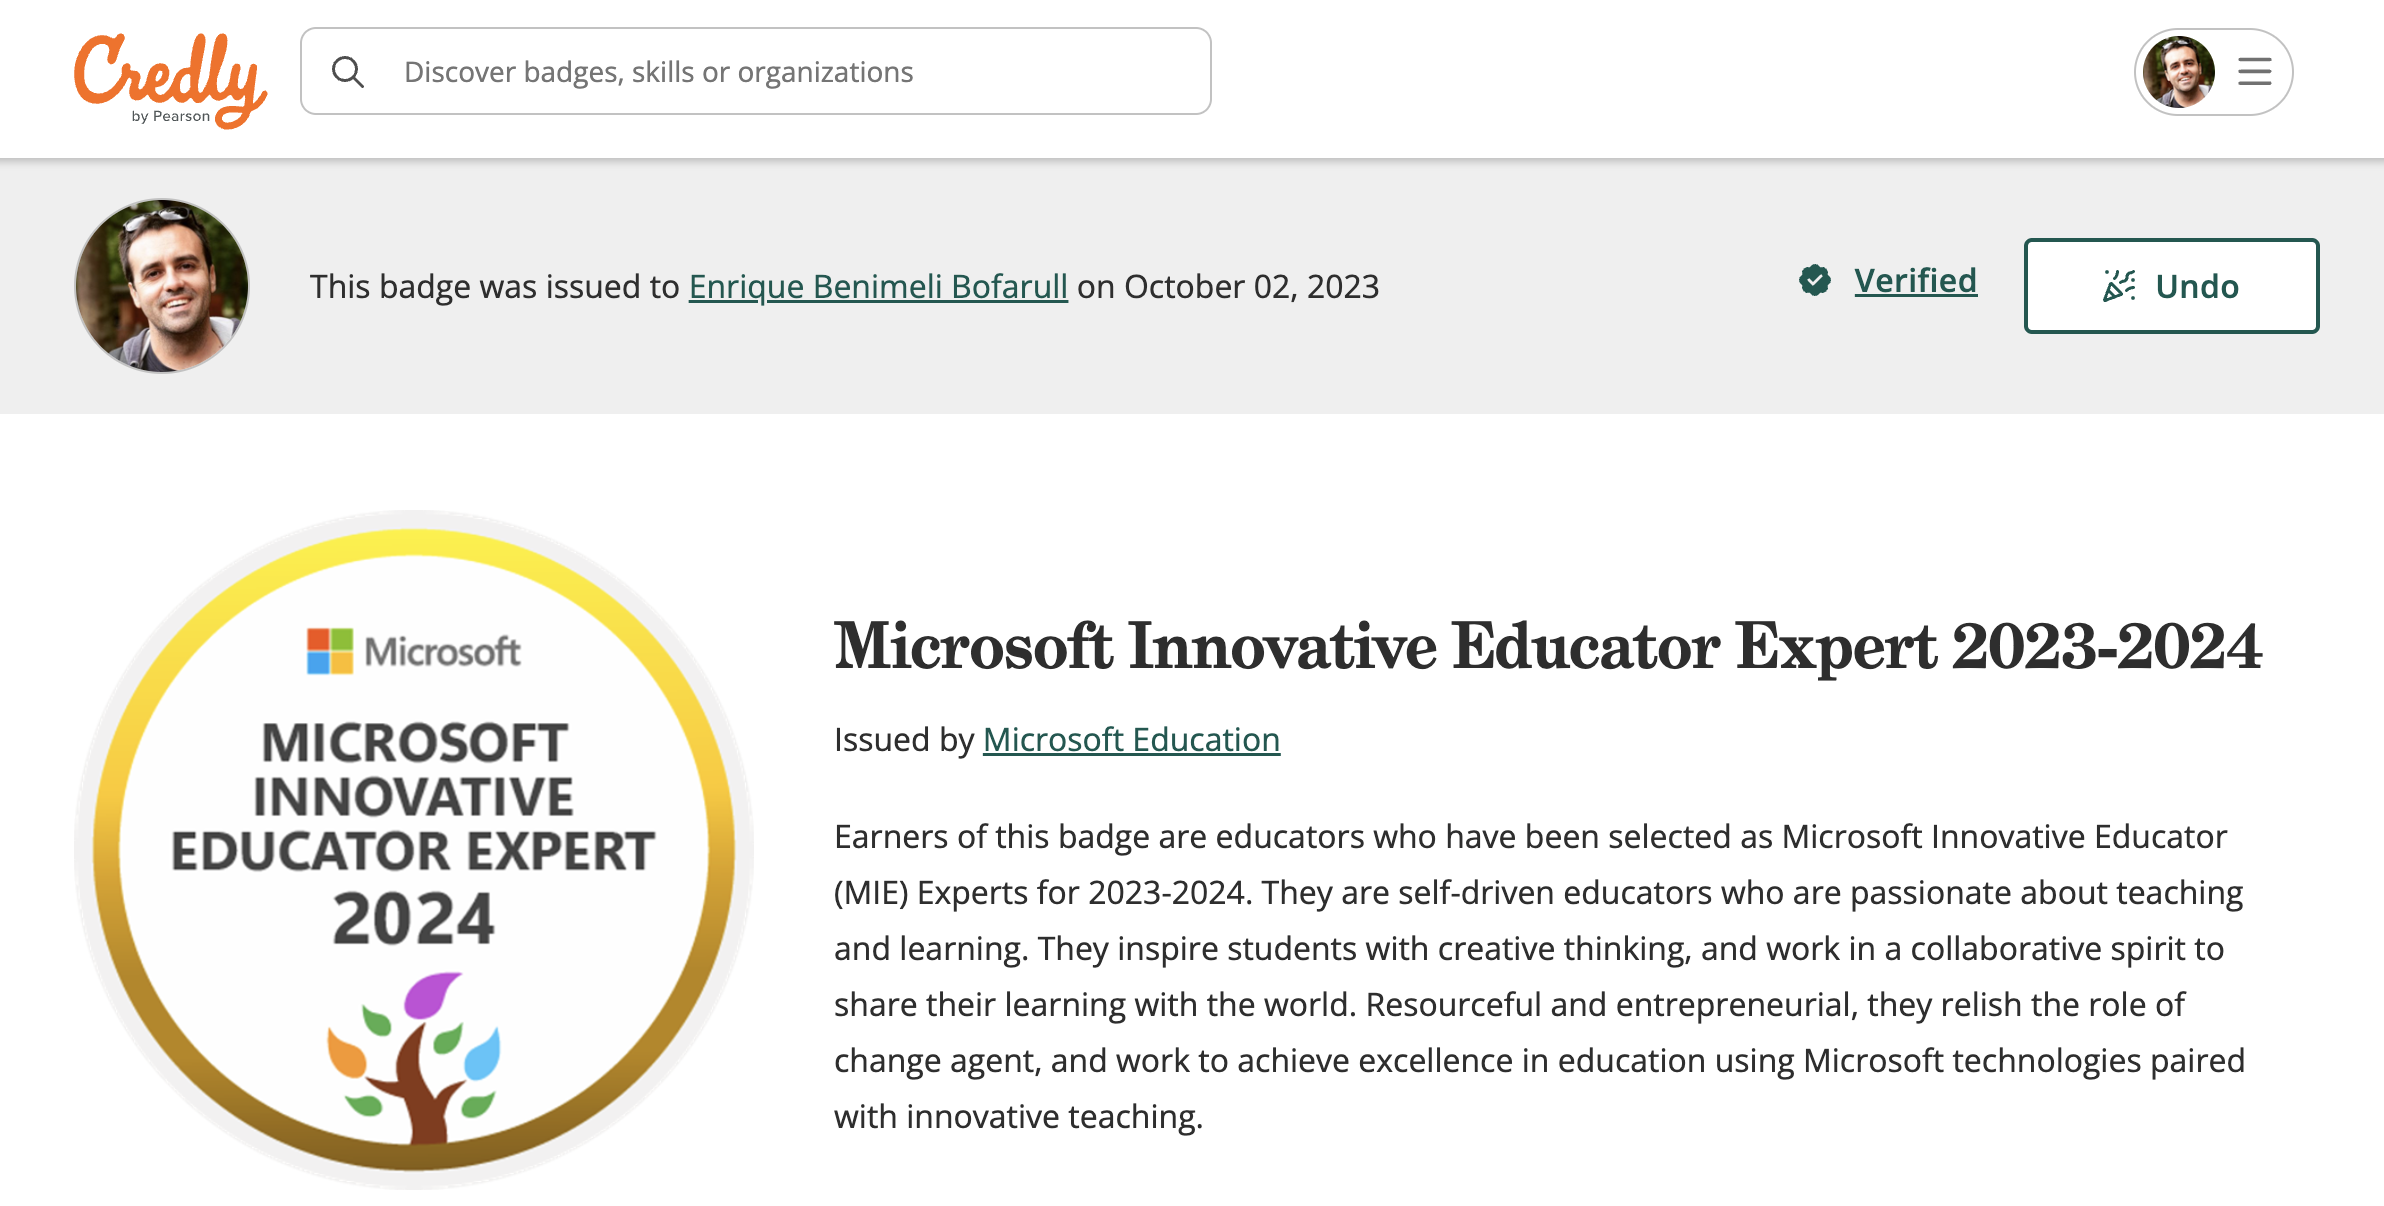 Credly
by Pearson
Discover badges, skills or organizations
This badge was issued to Enrique Benimeli Bofarull on October 02, 2023
Verified
Undo
Microsoft
MICROSOFT
INNOVATIVE
EDUCATOR EXPERT
2024
Microsoft Innovative Educator Expert 2023-2024
Issued by Microsoft Education
Earners of this badge are educators who have been selected as Microsoft Innovative Educator
(MIE) Experts for 2023-2024. They are self-driven educators who are passionate about teaching
and learning. They inspire students with creative thinking, and work in a collaborative spirit to
share their learning with the world. Resourceful and entrepreneurial, they relish the role of
change agent, and work to achieve excellence in education using Microsoft technologies paired
with innovative teaching.